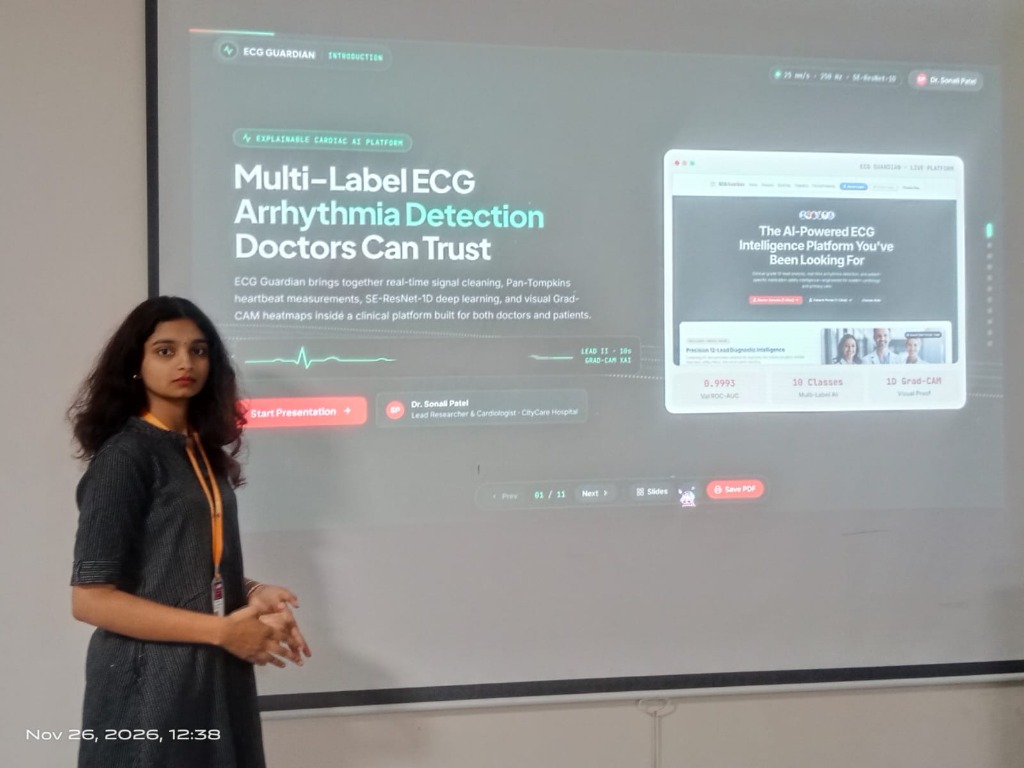 ECG GUARDIAN INTRODUCTION
25 mm/s · 250 Hz · SE-ResNet-1D
SP Dr. Sonali Patel
EXPLAINABLE CARDIAC AI PLATFORM
Multi-Label ECG
Arrhythmia Detection
Doctors Can Trust
ECG Guardian brings together real-time signal cleaning, Pan-Tompkins
heartbeat measurements, SE-ResNet-1D deep learning, and visual Grad-
CAM heatmaps inside a clinical platform built for both doctors and patients.
LEAD II · 10s
GRAD-CAM XAI
Start Presentation →
SP Dr. Sonali Patel
Lead Researcher & Cardiologist · CityCare Hospital
ECG GUARDIAN - LIVE PLATFORM
The AI-Powered ECG
Intelligence Platform You've
Been Looking For
Precision 12-Lead Diagnostic Intelligence
0.9993
Val ROC-AUC
10 Classes
Multi-Label AI
1D Grad-CAM
Visual Proof
‹ Prev 01 / 11 Next › Slides Save PDF
Nov 26, 2026, 12:38